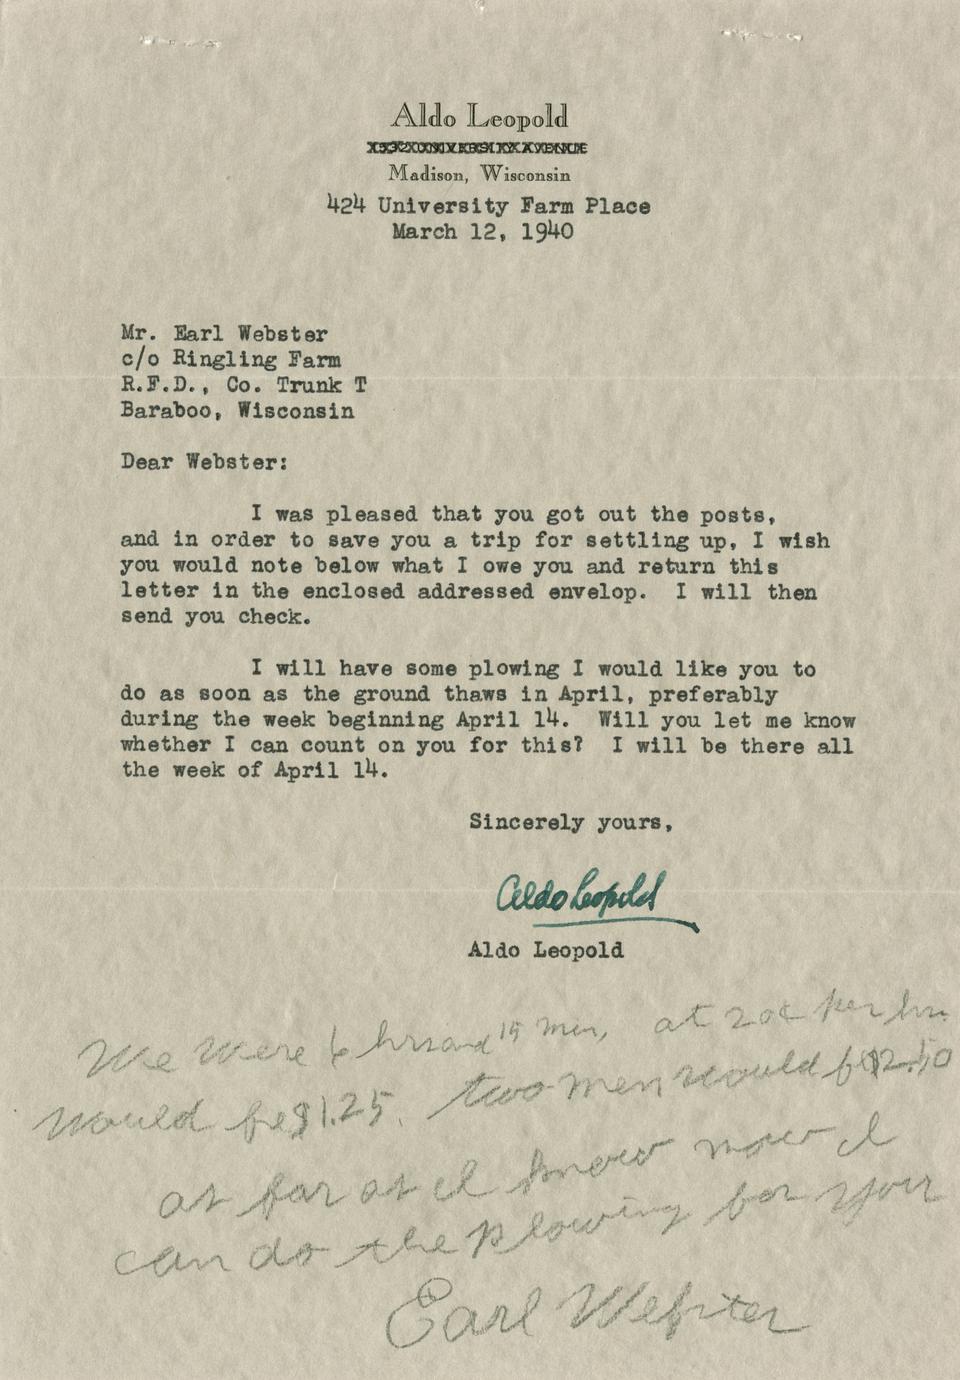 Aldo Leopold
Madison, Wisconsin
424 University Farm Place
March 12, 1940
Mr. Earl Webster
c/o Ringling Farm
R.F.D., Co. Trunk T
Baraboo, Wisconsin
Dear Webster:
I was pleased that you got out the posts,
and in order to save you a trip for settling up, I wish
you would note below what I owe you and return this
letter in the enclosed addressed envelop. I will then
send you check.
I will have some plowing I would like you to
do as soon as the ground thaws in April, preferably
during the week beginning April 14. Will you let me know
whether I can count on you for this? I will be there all
the week of April 14.
Sincerely yours,
Aldo Leopold
Aldo Leopold
We were 6 hrs and 15 min, at 20¢ per hr.
would be $1.25. two men would be $2.50
as far as I know now I
can do the plowing for you
Earl Webster